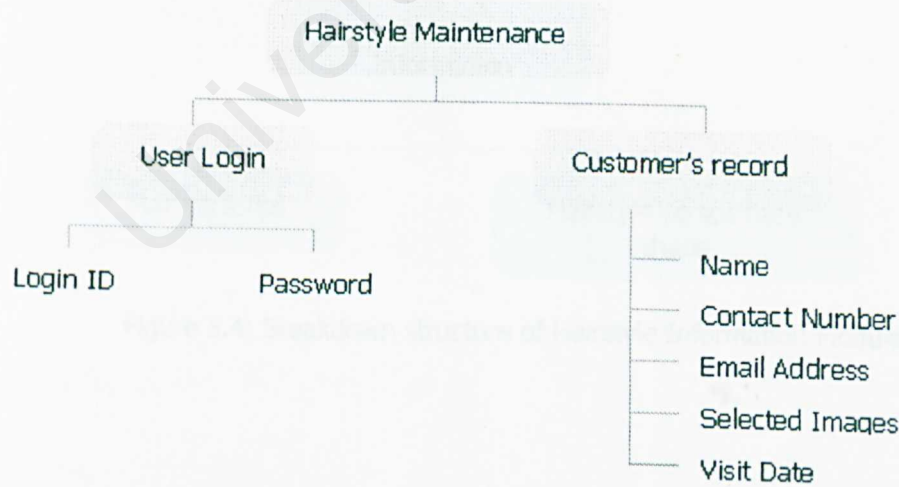 Hairstyle Maintenance
User Login
Customer's record
Login ID
Password
Name
Contact Number
Email Address
Selected Images
Visit Date